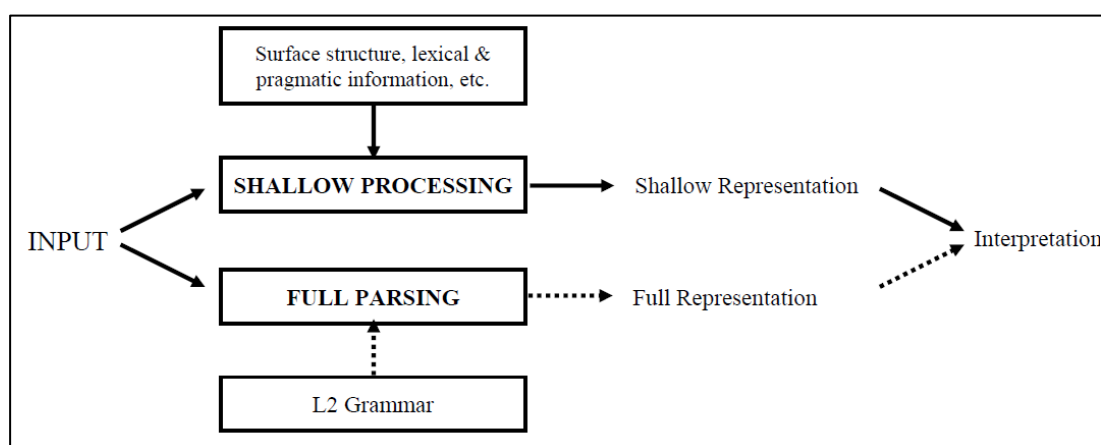 Surface structure, lexical &
pragmatic information, etc.
SHALLOW PROCESSING
Shallow Representation
INPUT
Interpretation
FULL PARSING
Full Representation
L2 Grammar